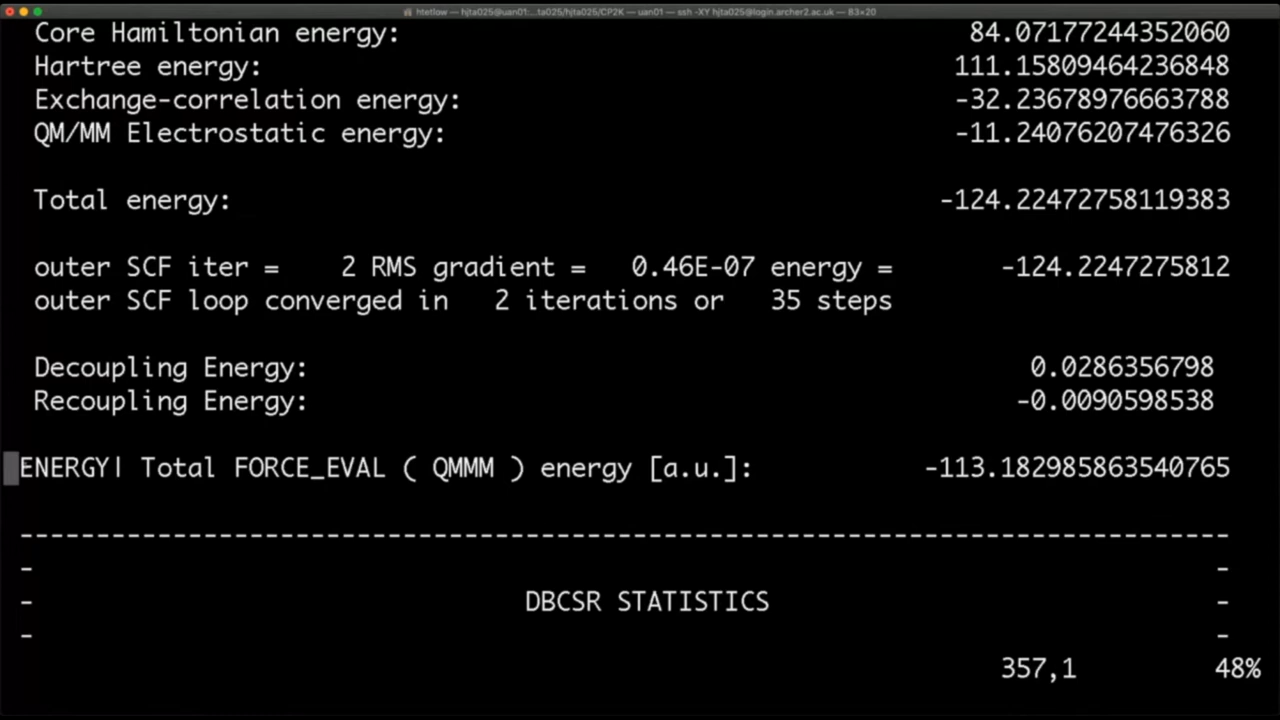 htetlow — hjta025@uan01:...ta025/hjta025/CP2K — uan01 — ssh -XY hjta025@login.archer2.ac.uk — 83×20
Core Hamiltonian energy: 84.07177244352060
Hartree energy: 111.15809464236848
Exchange-correlation energy: -32.23678976663788
QM/MM Electrostatic energy: -11.24076207476326
Total energy: -124.22472758119383
outer SCF iter = 2 RMS gradient = 0.46E-07 energy = -124.2247275812
outer SCF loop converged in 2 iterations or 35 steps
Decoupling Energy: 0.0286356798
Recoupling Energy: -0.0090598538
ENERGY| Total FORCE_EVAL ( QMMM ) energy [a.u.]: -113.182985863540765
-------------------------------------------------------------------------------
- -
- DBCSR STATISTICS -
- -
357,1 48%